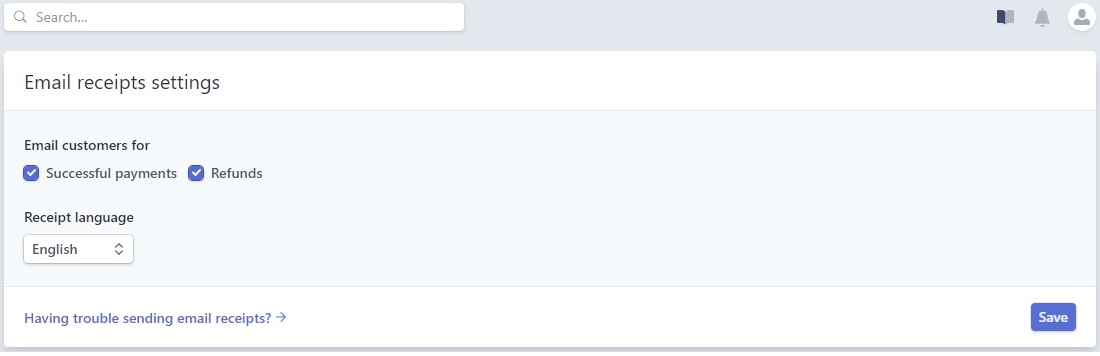 Search...
Email receipts settings
Email customers for
Successful payments Refunds
Receipt language
English
Having trouble sending email receipts? →
Save